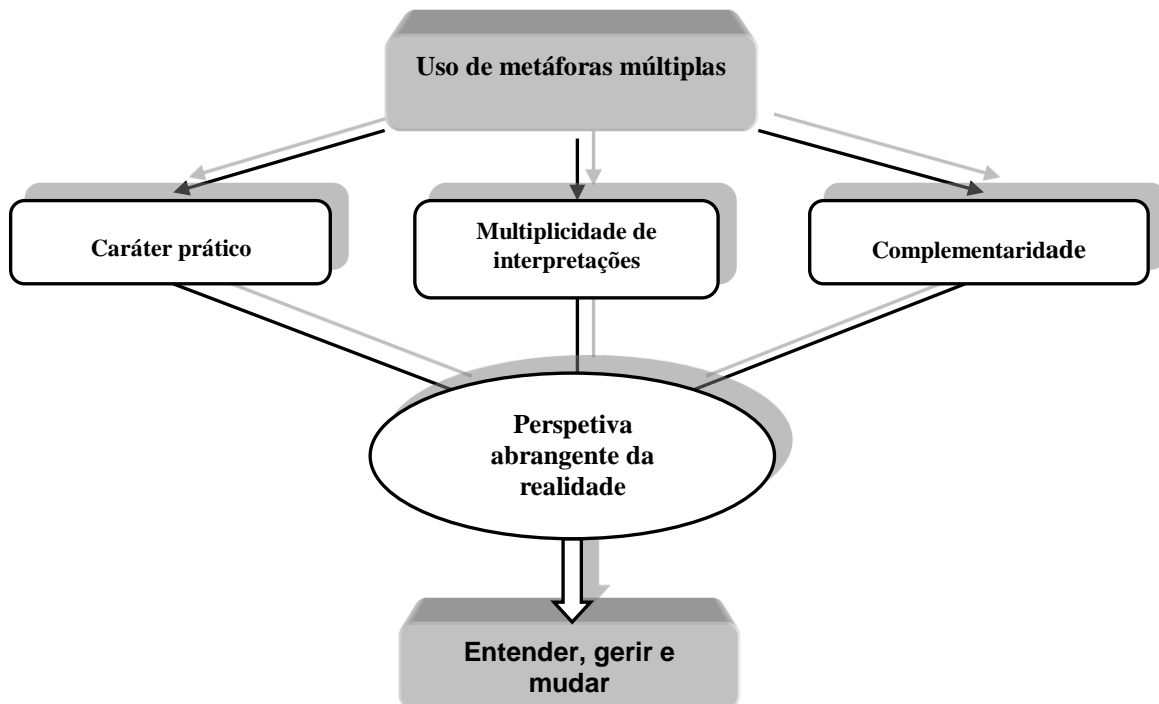 Uso de metáforas múltiplas
Caráter prático
Multiplicidade de
interpretações
Complementaridade
Perspetiva
abrangente da
realidade
Entender, gerir e
mudar